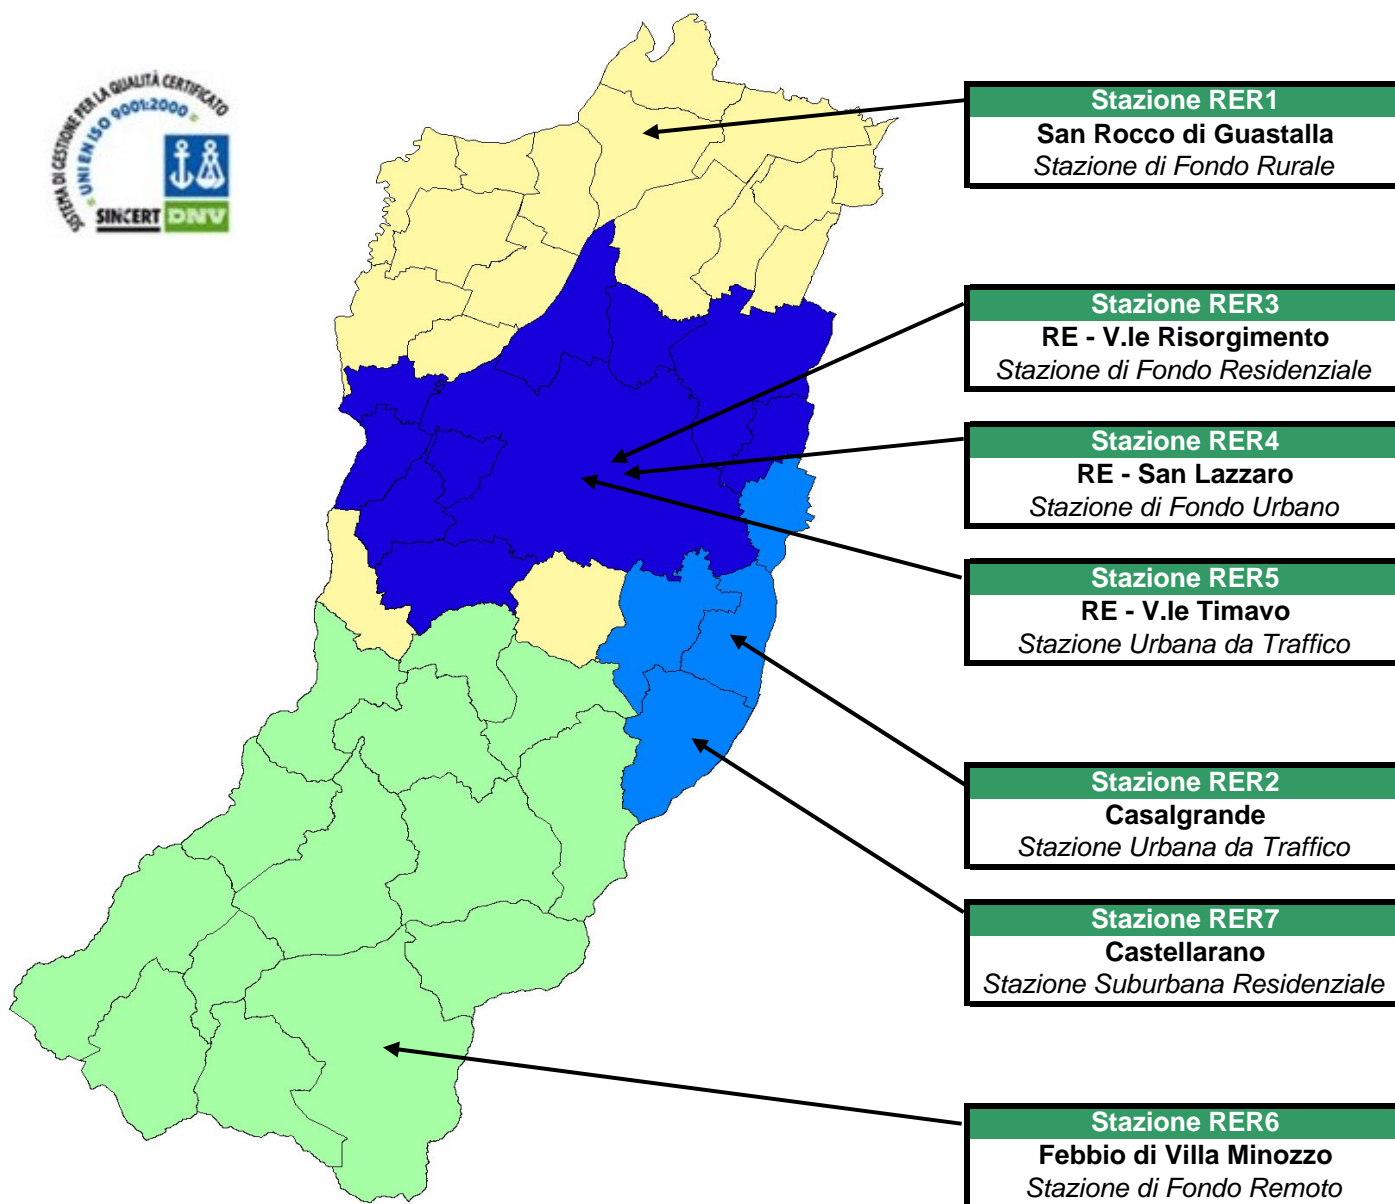 SISTEMA DI GESTIONE PER LA QUALITÀ CERTIFICATO
= UNI EN ISO 9001:2000 =
SINCERT DNV
Stazione RER1
San Rocco di Guastalla
Stazione di Fondo Rurale
Stazione RER3
RE - V.le Risorgimento
Stazione di Fondo Residenziale
Stazione RER4
RE - San Lazzaro
Stazione di Fondo Urbano
Stazione RER5
RE - V.le Timavo
Stazione Urbana da Traffico
Stazione RER2
Casalgrande
Stazione Urbana da Traffico
Stazione RER7
Castellarano
Stazione Suburbana Residenziale
Stazione RER6
Febbio di Villa Minozzo
Stazione di Fondo Remoto